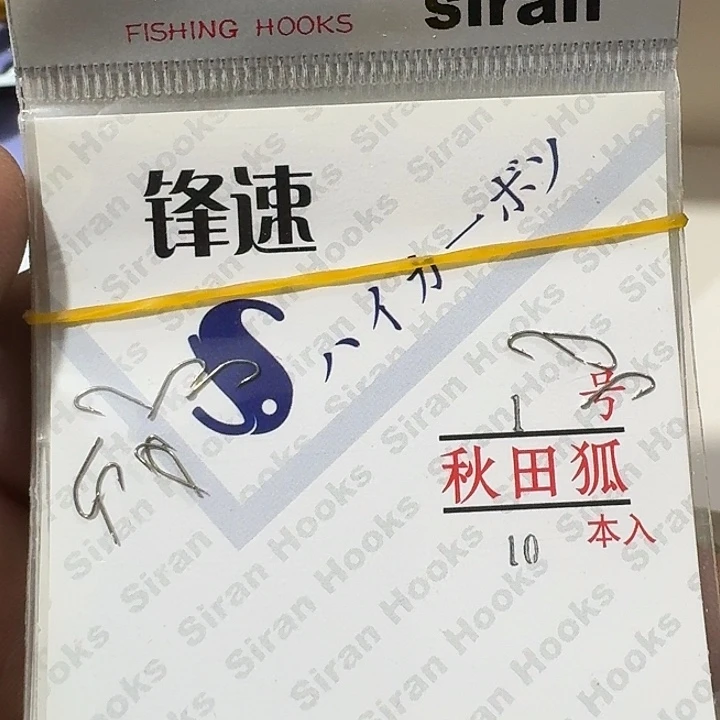 FISHING HOOKS
siran
锋速
ハイカーボン
1 号
秋田狐
10 本入
Siran Hooks